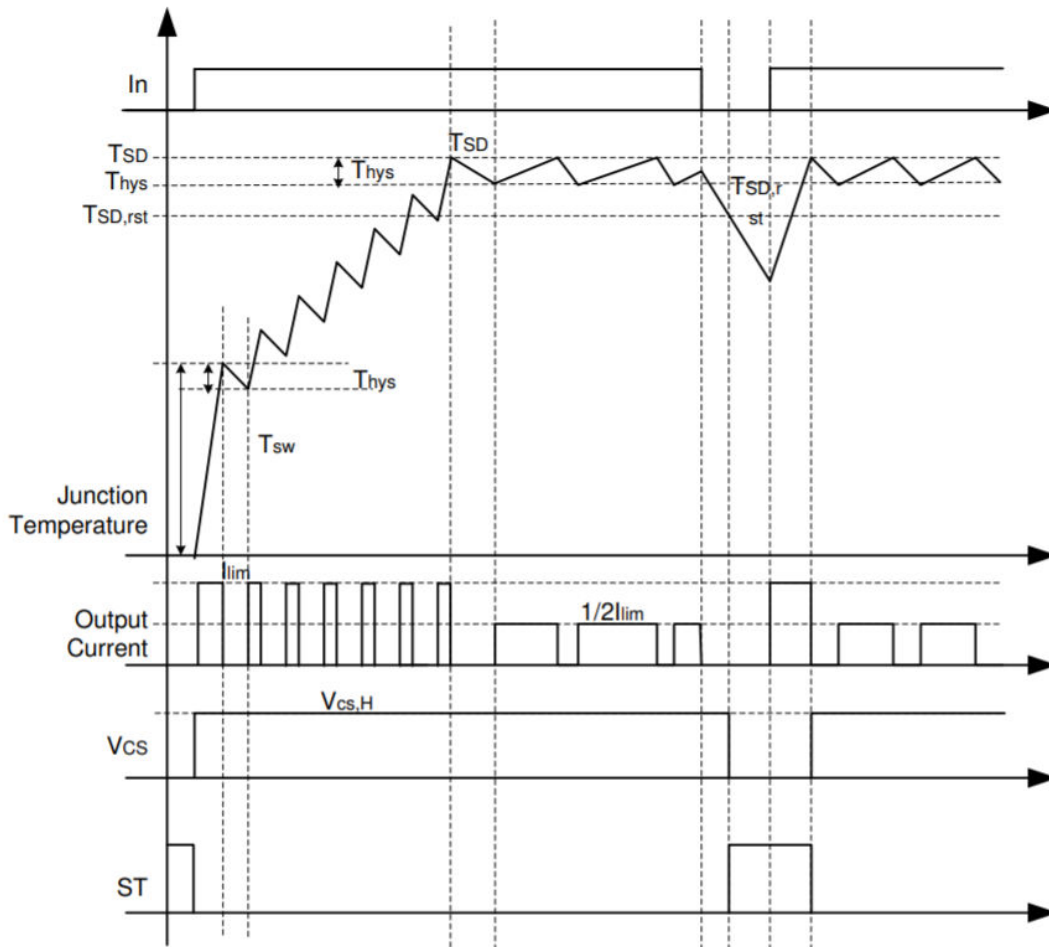 In
TSD
TSD
Thys
Thys
TSD,rst
TSD,r
st
Thys
Tsw
Junction
Temperature
Ilim
Output
Current
1/2Ilim
Vcs,H
VCS
ST